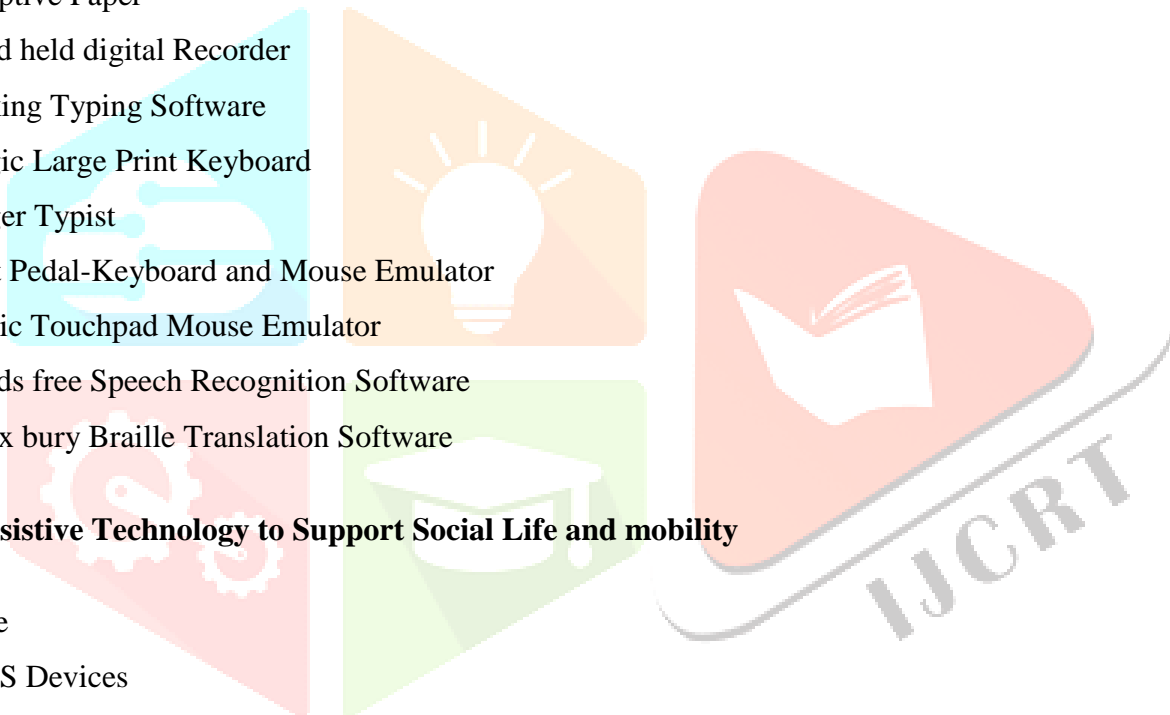 ptive Paper
d held digital Recorder
ing Typing Software
ic Large Print Keyboard
er Typist
Pedal-Keyboard and Mouse Emulator
ic Touchpad Mouse Emulator
ds free Speech Recognition Software
x bury Braille Translation Software
sistive Technology to Support Social Life and mobility
e
S Devices
IJCRT